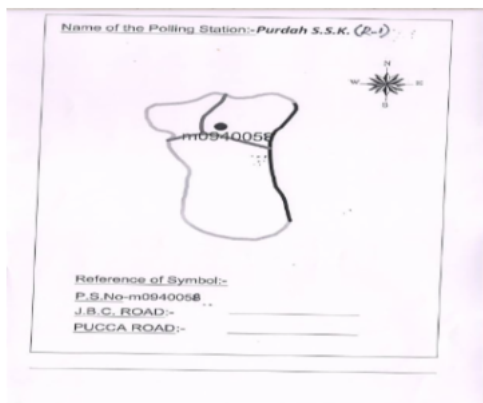 Name of the Polling Station:-Purdah S.S.K. (R-1)
N
W E
S
m0940058
Reference of Symbol:-
P.S.No-m0940058
J.B.C. ROAD:-
PUCCA ROAD:-